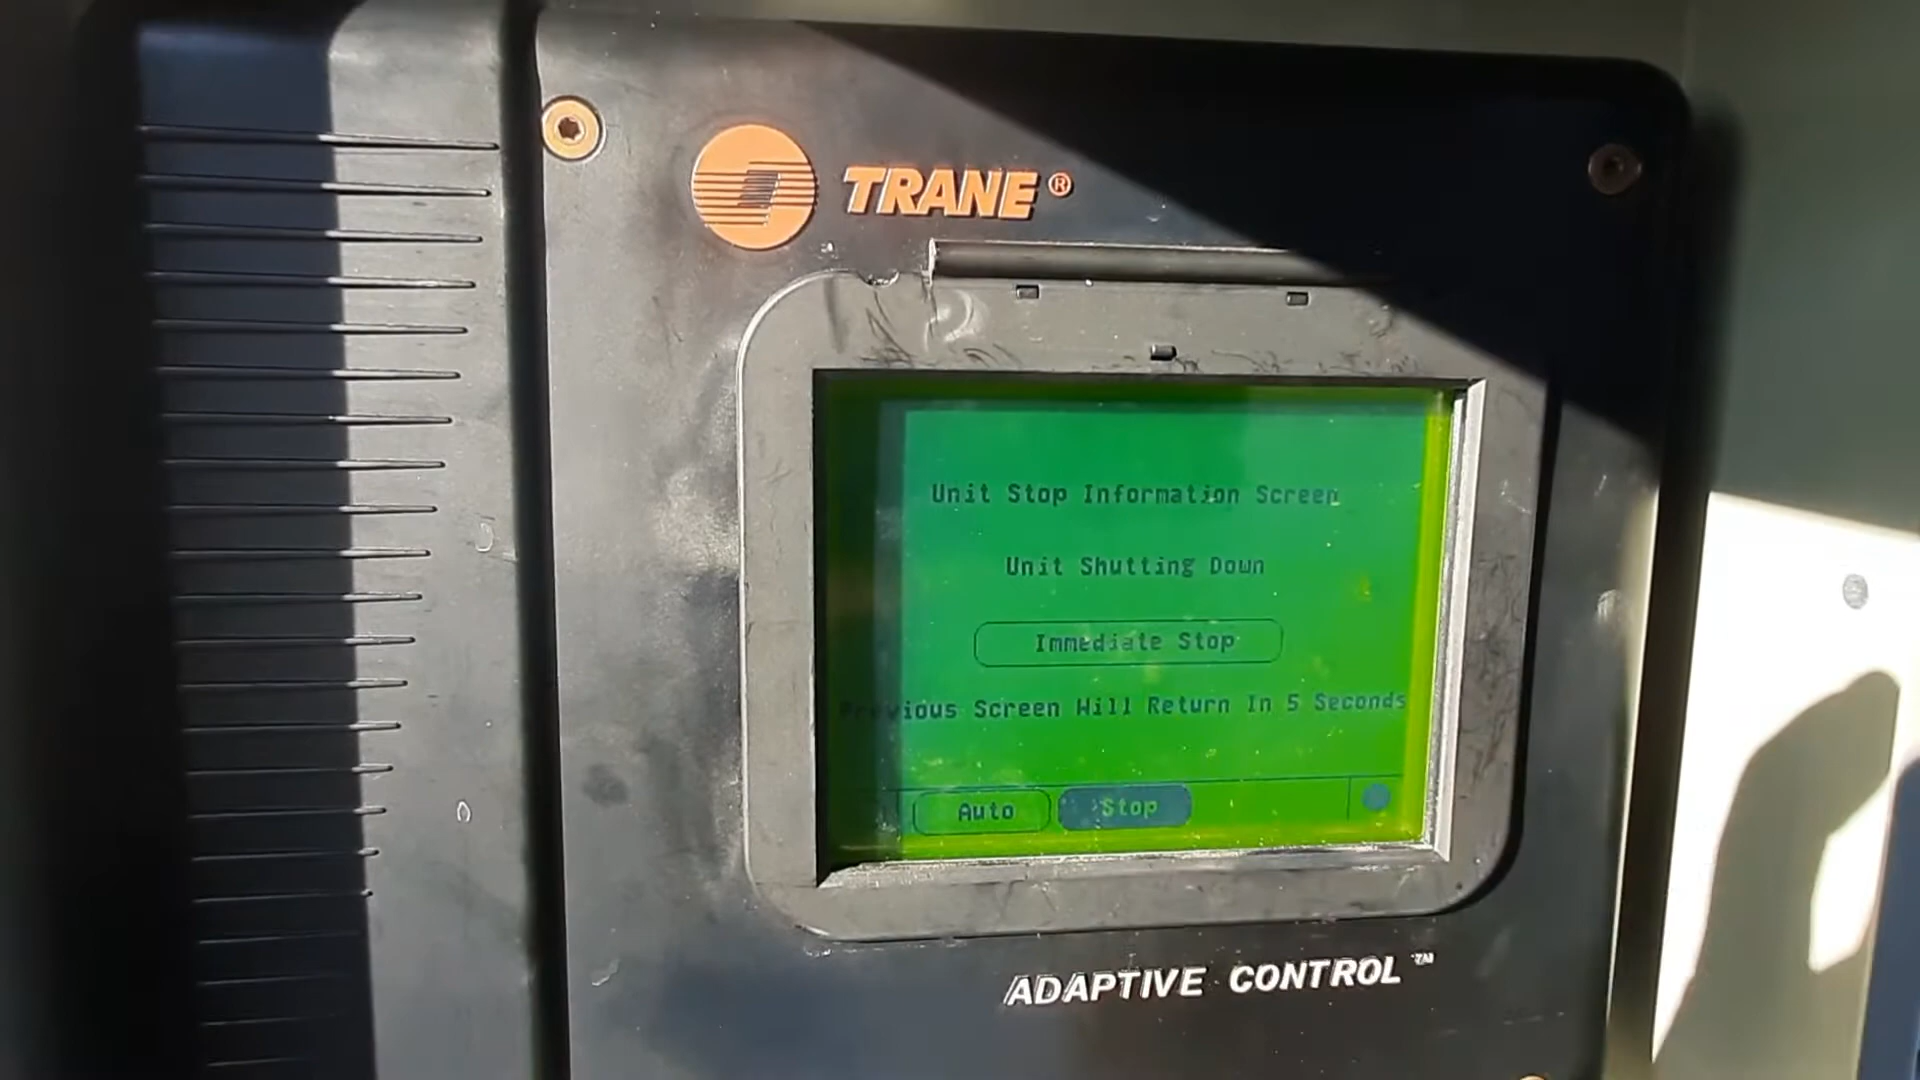 TRANE®
Unit Stop Information Screen
Unit Shutting Down
Immediate Stop
Previous Screen Will Return In 5 Seconds
Auto
Stop
ADAPTIVE CONTROL™